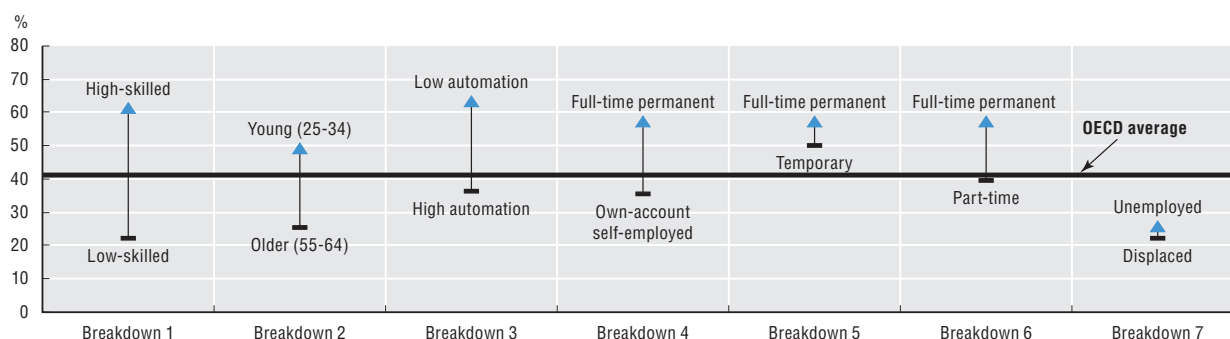 %
80
70
60
50
40
30
20
10
0
High-skilled
Low-skilled
Young (25-34)
Older (55-64)
Low automation
High automation
Full-time permanent
Own-account
self-employed
Full-time permanent
Temporary
Full-time permanent
Part-time
OECD average
Unemployed
Displaced
Breakdown 1
Breakdown 2
Breakdown 3
Breakdown 4
Breakdown 5
Breakdown 6
Breakdown 7